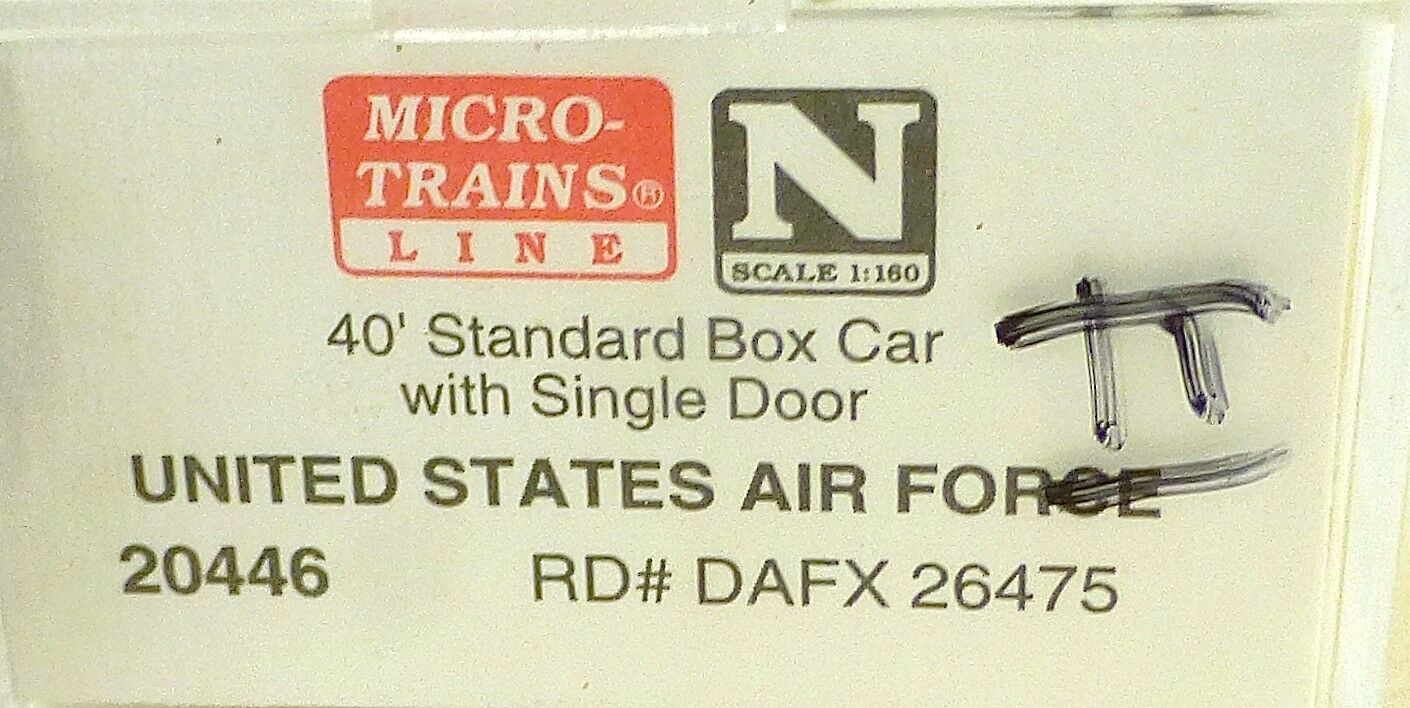 MICRO-
TRAINS®
LINE
N
SCALE 1:160
40' Standard Box Car
with Single Door
UNITED STATES AIR FORCE
20446 RD# DAFX 26475